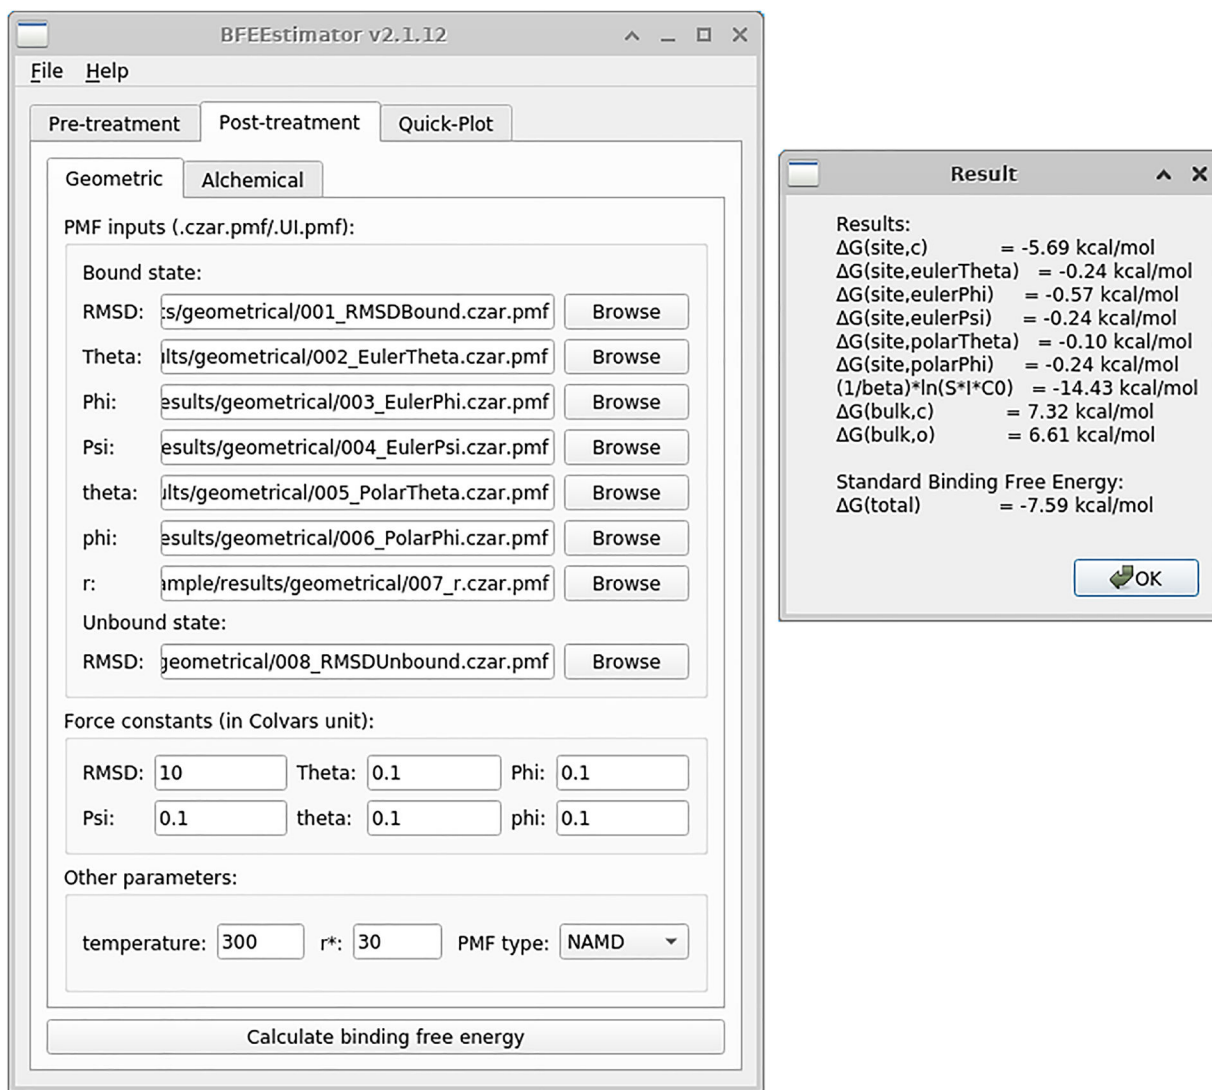 BFEEstimator v2.1.12
File Help
Pre-treatment Post-treatment Quick-Plot
Geometric Alchemical
PMF inputs (.czar.pmf/.UI.pmf):
Bound state:
RMSD: ts/geometrical/001_RMSDBound.czar.pmf Browse
Theta: ults/geometrical/002_EulerTheta.czar.pmf Browse
Phi: esults/geometrical/003_EulerPhi.czar.pmf Browse
Psi: esults/geometrical/004_EulerPsi.czar.pmf Browse
theta: ults/geometrical/005_PolarTheta.czar.pmf Browse
phi: esults/geometrical/006_PolarPhi.czar.pmf Browse
r: ample/results/geometrical/007_r.czar.pmf Browse
Unbound state:
RMSD: geometrical/008_RMSDUnbound.czar.pmf Browse
Force constants (in Colvars unit):
RMSD: 10 Theta: 0.1 Phi: 0.1
Psi: 0.1 theta: 0.1 phi: 0.1
Other parameters:
temperature: 300 r*: 30 PMF type: NAMD
Calculate binding free energy
Result
Results:
ΔG(site,c) = -5.69 kcal/mol
ΔG(site,eulerTheta) = -0.24 kcal/mol
ΔG(site,eulerPhi) = -0.57 kcal/mol
ΔG(site,eulerPsi) = -0.24 kcal/mol
ΔG(site,polarTheta) = -0.10 kcal/mol
ΔG(site,polarPhi) = -0.24 kcal/mol
(1/beta)*ln(S*I*C0) = -14.43 kcal/mol
ΔG(bulk,c) = 7.32 kcal/mol
ΔG(bulk,o) = 6.61 kcal/mol
Standard Binding Free Energy:
ΔG(total) = -7.59 kcal/mol
OK